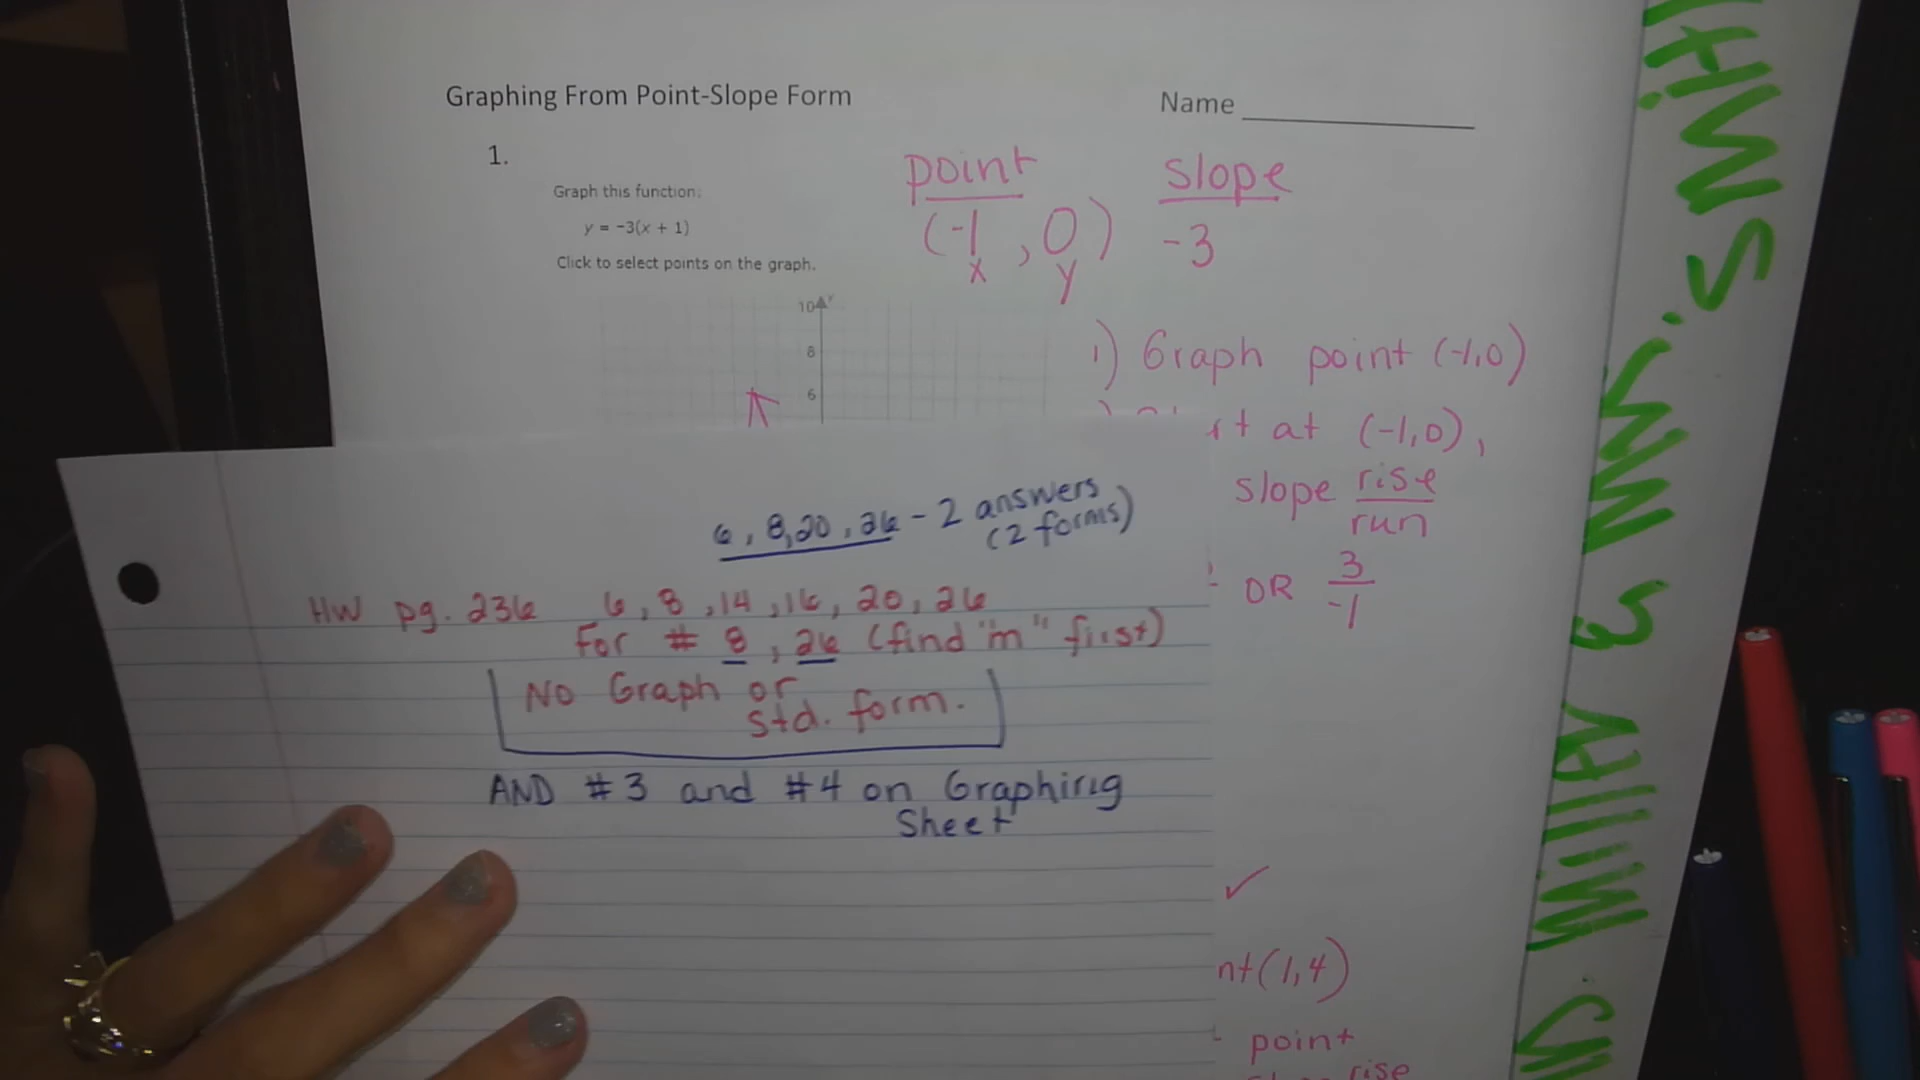 Graphing From Point-Slope Form
Name
1.
Graph this function.
y = -3(x + 1)
Click to select points on the graph.
point
slope
(-1, 0)
-3
x y
10 y
8
6
1) Graph point (-1,0)
at (-1,0),
slope rise
run
OR 3
-1
6, 8, 20, 26 - 2 answers
(2 forms)
HW pg. 236 6, 8, 14, 16, 20, 26
For # 8, 26 (find "m" first)
No Graph or
std. form.
AND #3 and #4 on Graphing
Sheet
✓
nt (1,4)
point
rise